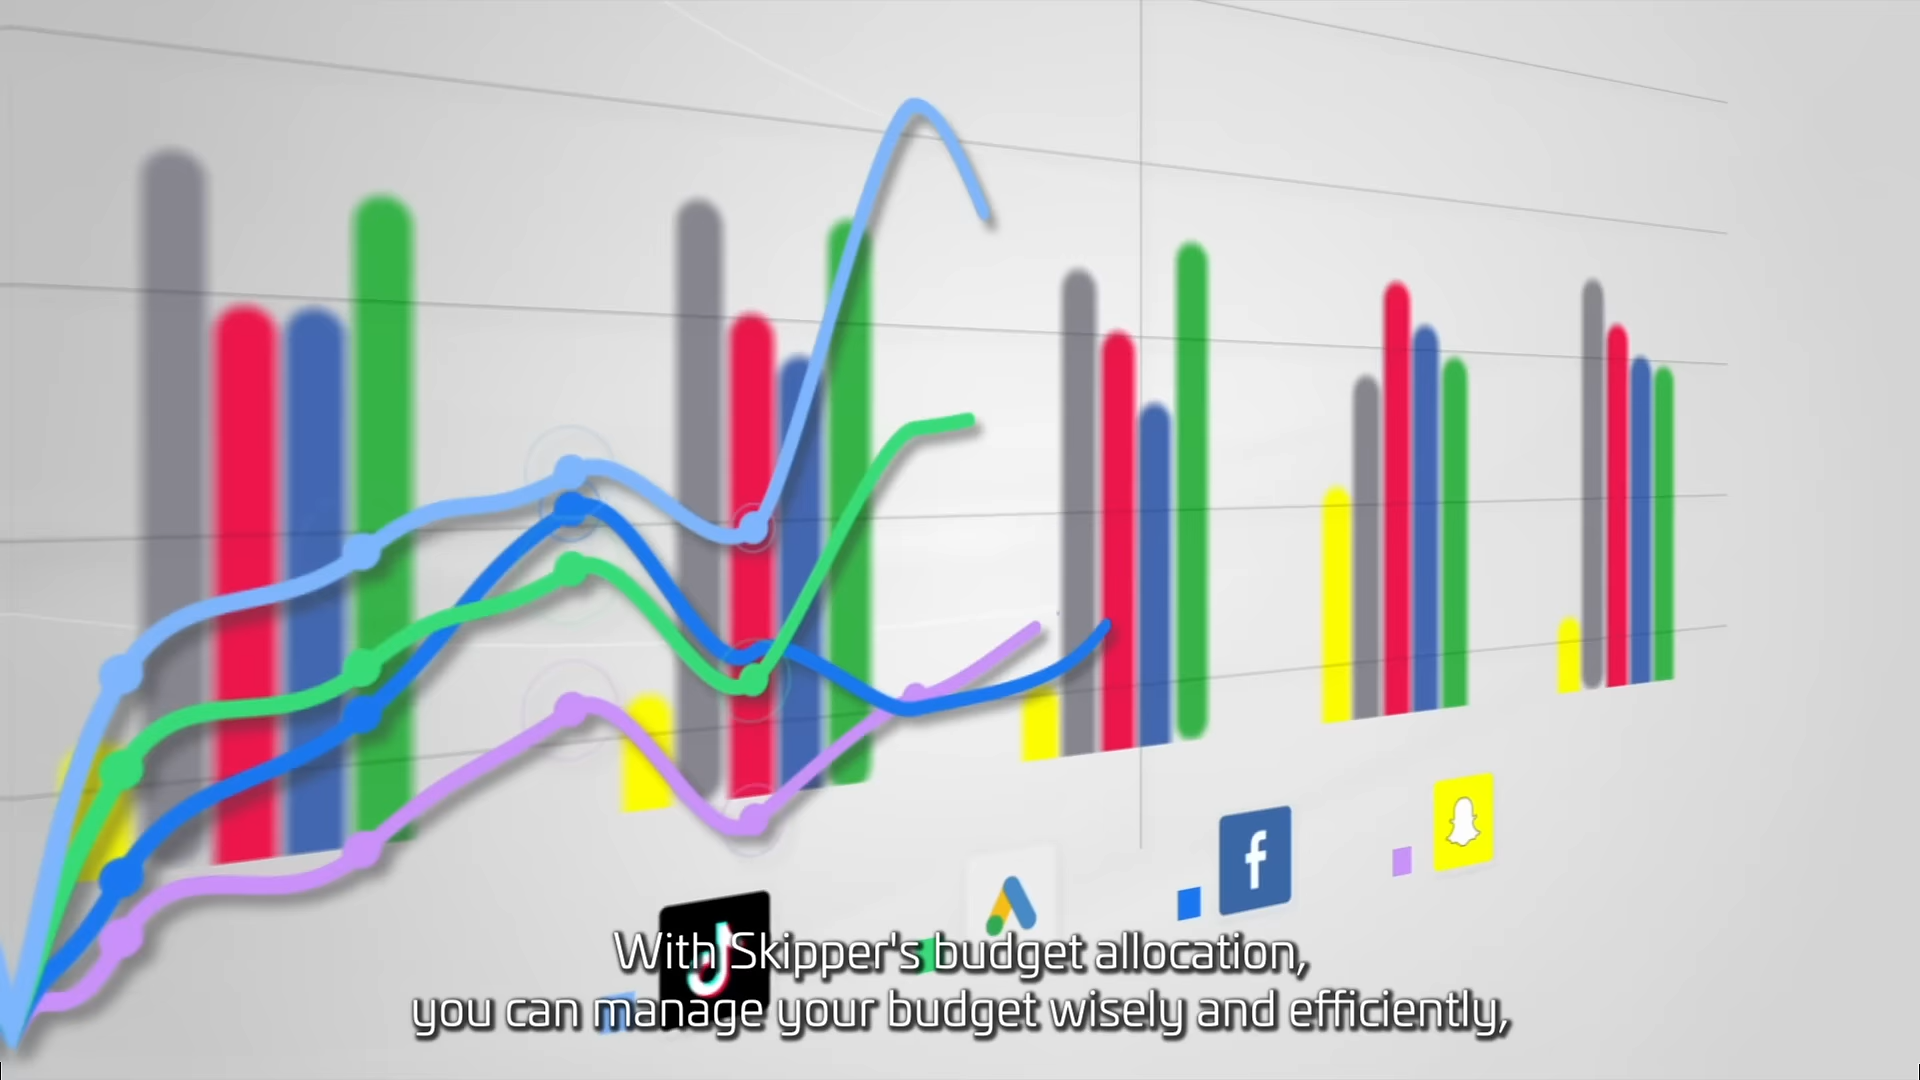 With Skipper's budget allocation,
you can manage your budget wisely and efficiently,